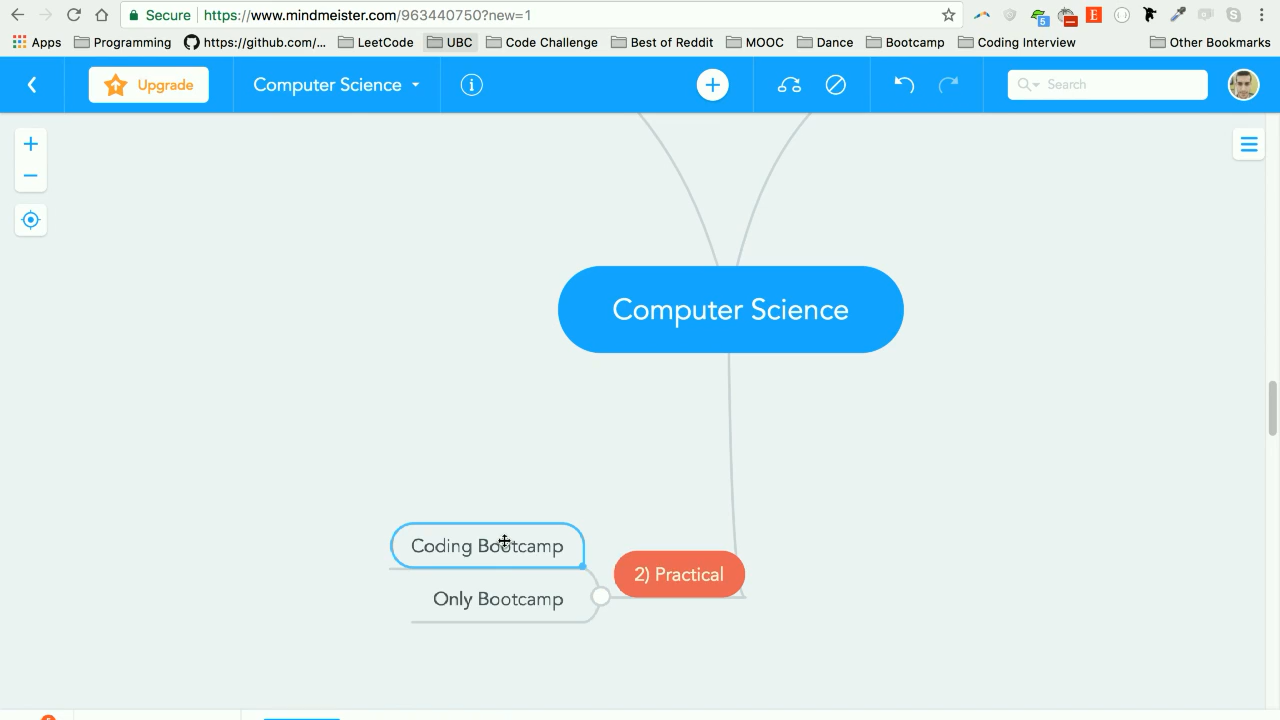 Secure https://www.mindmeister.com/963440750?new=1
5
E
Apps Programming https://github.com/... LeetCode UBC Code Challenge Best of Reddit MOOC Dance Bootcamp Coding Interview Other Bookmarks
Upgrade Computer Science Search
Computer Science
Coding Bootcamp
2) Practical
Only Bootcamp